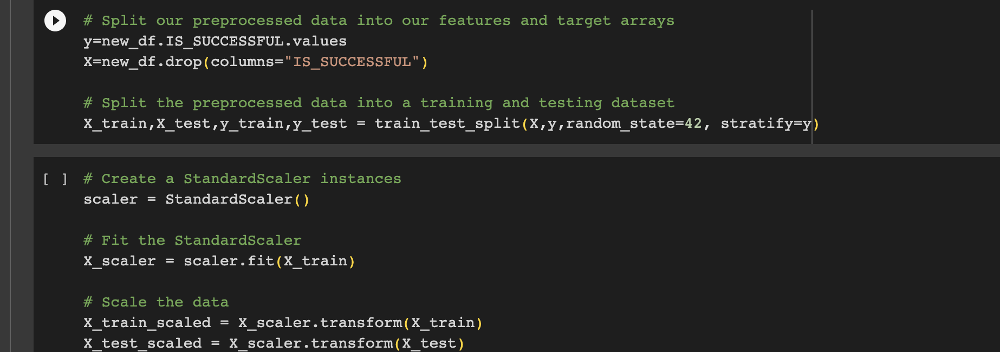 # Split our preprocessed data into our features and target arrays
y=new_df.IS_SUCCESSFUL.values
X=new_df.drop(columns="IS_SUCCESSFUL")
# Split the preprocessed data into a training and testing dataset
X_train,X_test,y_train,y_test = train_test_split(X,y,random_state=42, stratify=y)
[ ] # Create a StandardScaler instances
scaler = StandardScaler()
# Fit the StandardScaler
X_scaler = scaler.fit(X_train)
# Scale the data
X_train_scaled = X_scaler.transform(X_train)
X_test_scaled = X_scaler.transform(X_test)